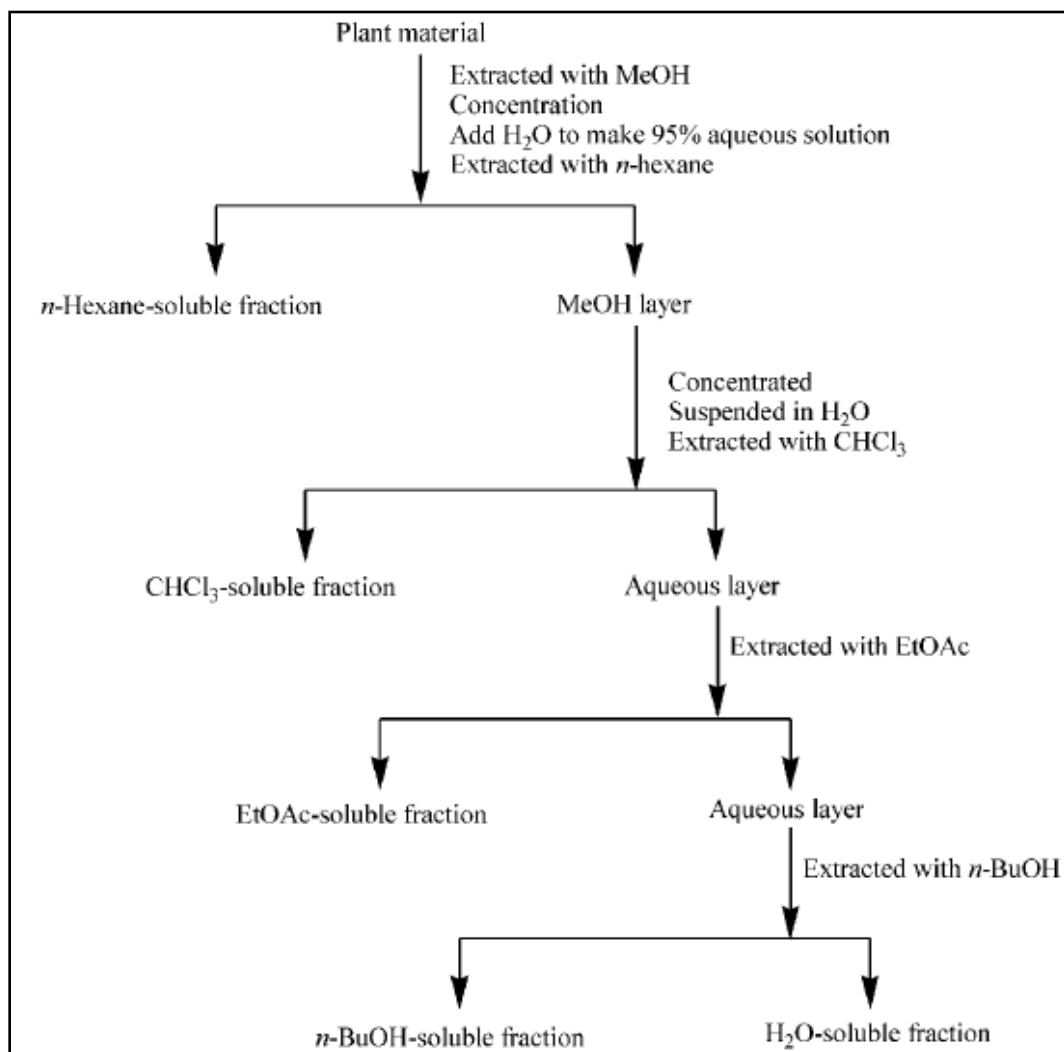 Plant material
Extracted with MeOH
Concentration
Add H₂O to make 95% aqueous solution
Extracted with n-hexane
n-Hexane-soluble fraction
MeOH layer
Concentrated
Suspended in H₂O
Extracted with CHCl₃
CHCl₃-soluble fraction
Aqueous layer
Extracted with EtOAc
EtOAc-soluble fraction
Aqueous layer
Extracted with n-BuOH
n-BuOH-soluble fraction
H₂O-soluble fraction